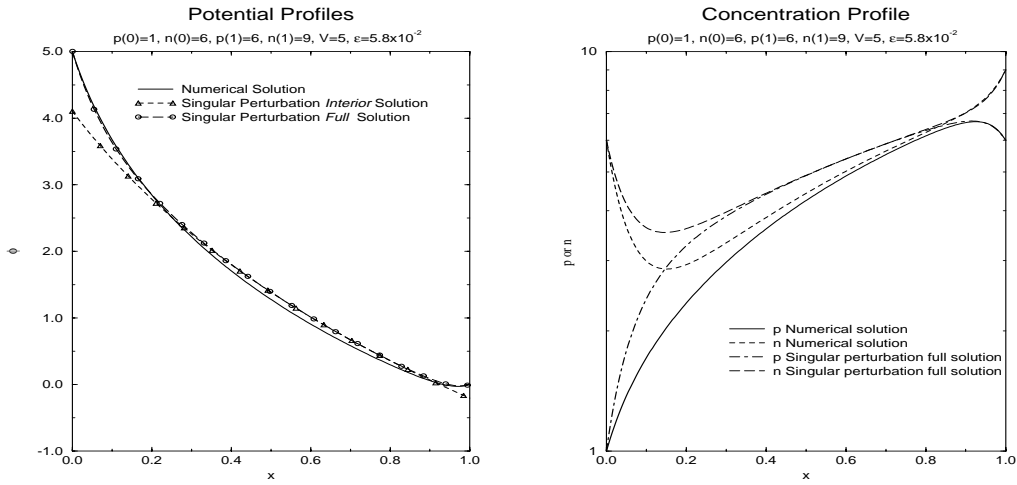 Potential Profiles
p(0)=1, n(0)=6, p(1)=6, n(1)=9, V=5, ε=5.8x10⁻²
5.0
4.0
3.0
2.0
1.0
0.0
-1.0
ϕ
Numerical Solution
Singular Perturbation Interior Solution
Singular Perturbation Full Solution
0.0 0.2 0.4 0.6 0.8 1.0
x
Concentration Profile
p(0)=1, n(0)=6, p(1)=6, n(1)=9, V=5, ε=5.8x10⁻²
10
1
p or n
p Numerical solution
n Numerical solution
p Singular perturbation full solution
n Singular perturbation full solution
0.0 0.2 0.4 0.6 0.8 1.0
x